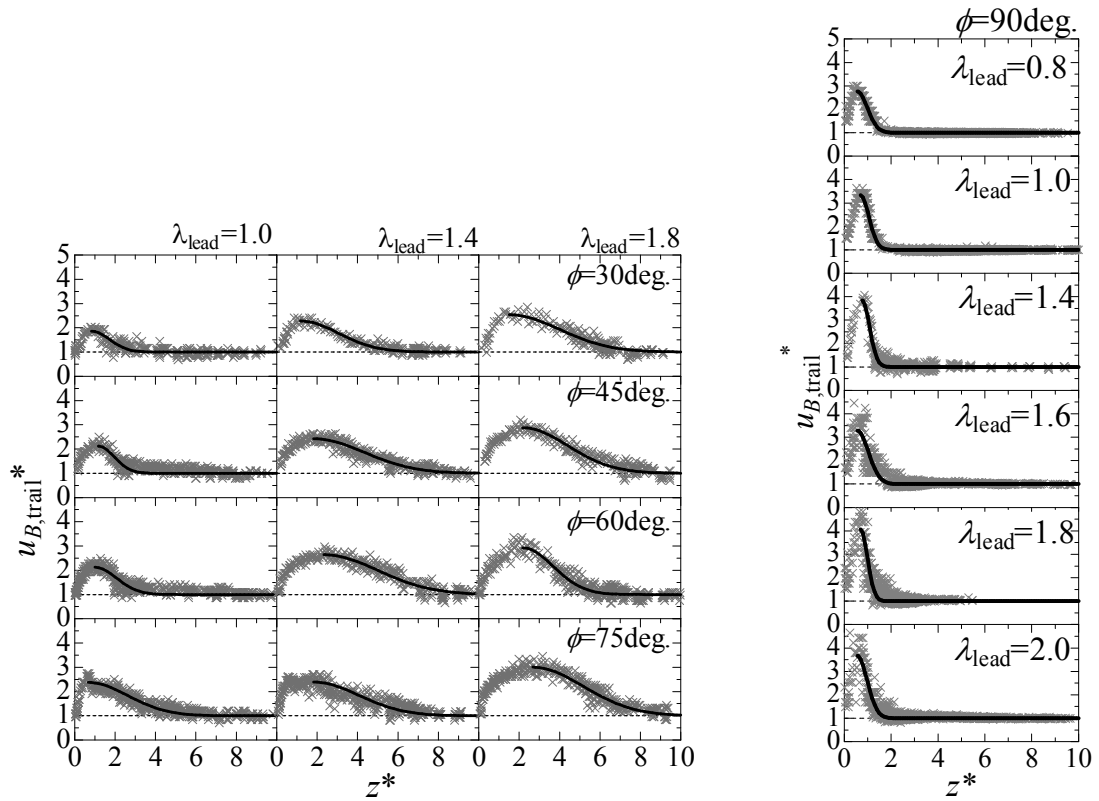 λlead=1.0
λlead=1.4
λlead=1.8
5
4
3
2
1
0
ϕ=30deg.
4
3
2
1
0
ϕ=45deg.
4
3
2
1
0
ϕ=60deg.
4
3
2
1
0
ϕ=75deg.
0 2 4 6 8 0 2 4 6 8 0 2 4 6 8 10
z*
uB,trail*
ϕ=90deg.
5
4
3
2
1
0
λlead=0.8
4
3
2
1
0
λlead=1.0
4
3
2
1
0
λlead=1.4
4
3
2
1
0
λlead=1.6
4
3
2
1
0
λlead=1.8
4
3
2
1
0
λlead=2.0
0 2 4 6 8 10
z*
uB,trail*